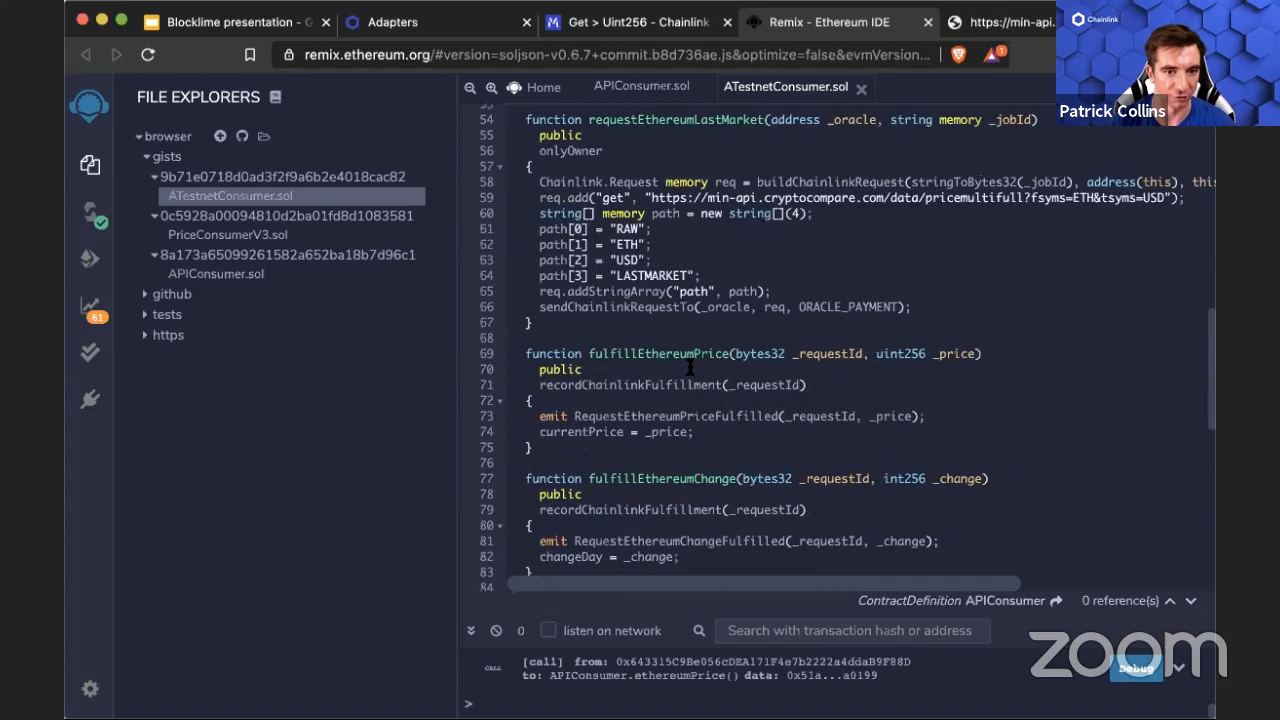 Blocklime presentation - G
Adapters
Get > Uint256 - Chainlink
Remix - Ethereum IDE
https://min-api.
Chainlink
remix.ethereum.org/#version=soljson-v0.6.7+commit.b8d736ae.js&optimize=false&evmVersion...
1
Patrick Collins
FILE EXPLORERS
Home
APIConsumer.sol
ATestnetConsumer.sol
browser
gists
9b71e0718d0ad3f2f9a6b2e4018cac82
ATestnetConsumer.sol
0c5928a00094810d2ba01fd8d1083581
PriceConsumerV3.sol
8a173a65099261582a652ba18b7d96c1
APIConsumer.sol
github
tests
https
61
53
54 function requestEthereumLastMarket(address _oracle, string memory _jobId)
55 public
56 onlyOwner
57 {
58 Chainlink.Request memory req = buildChainlinkRequest(stringToBytes32(_jobId), address(this), this
59 req.add("get", "https://min-api.cryptocompare.com/data/pricemultifull?fsyms=ETH&tsyms=USD");
60 string[] memory path = new string[](4);
61 path[0] = "RAW";
62 path[1] = "ETH";
63 path[2] = "USD";
64 path[3] = "LASTMARKET";
65 req.addStringArray("path", path);
66 sendChainlinkRequestTo(_oracle, req, ORACLE_PAYMENT);
67 }
68
69 function fulfillEthereumPrice(bytes32 _requestId, uint256 _price)
70 public
71 recordChainlinkFulfillment(_requestId)
72 {
73 emit RequestEthereumPriceFulfilled(_requestId, _price);
74 currentPrice = _price;
75 }
76
77 function fulfillEthereumChange(bytes32 _requestId, int256 _change)
78 public
79 recordChainlinkFulfillment(_requestId)
80 {
81 emit RequestEthereumChangeFulfilled(_requestId, _change);
82 changeDay = _change;
83 }
84
ContractDefinition APIConsumer 0 reference(s)
0 listen on network
Search with transaction hash or address
CALL [call] from: 0x643315C9Be056cDEA171F4e7b2222a4ddaB9F88D
to: APIConsumer.ethereumPrice() data: 0x51a...a0199
Debug
zoom
>